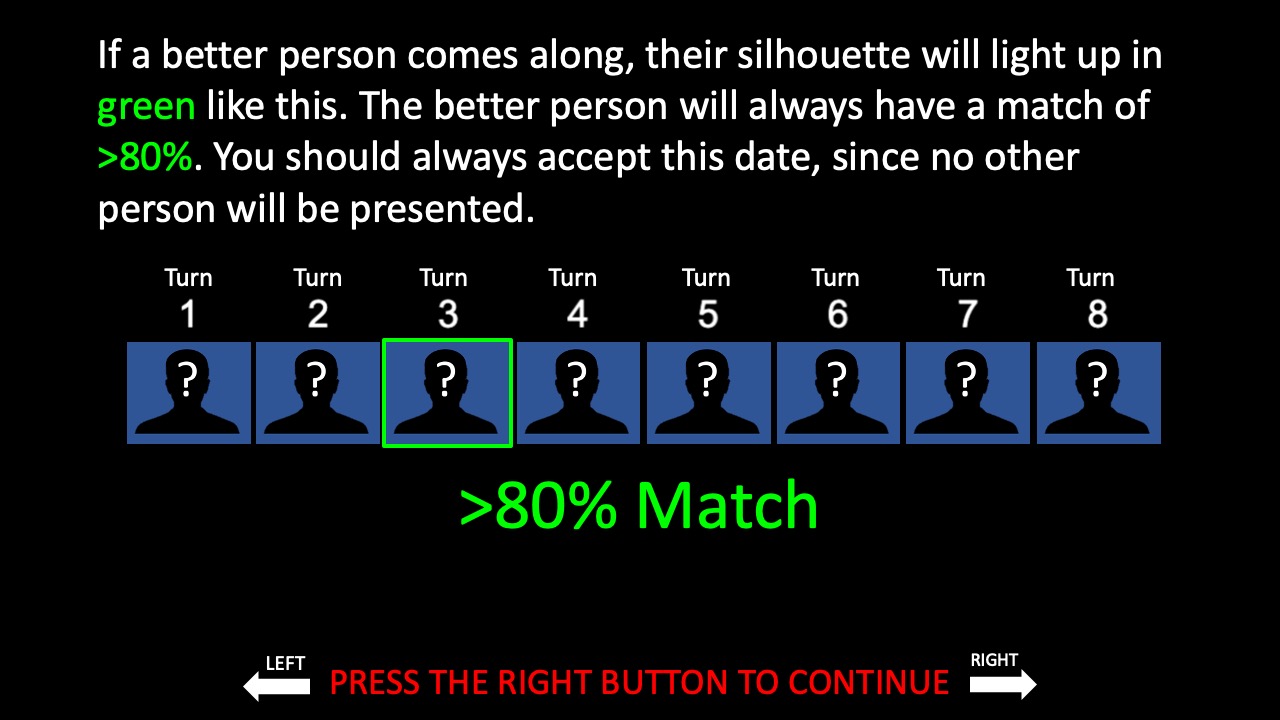 If a better person comes along, their silhouette will light up in
green like this. The better person will always have a match of
>80%. You should always accept this date, since no other
person will be presented.
Turn Turn Turn Turn Turn Turn Turn Turn
1 2 3 4 5 6 7 8
? ? ? ? ? ? ? ?
>80% Match
LEFT RIGHT
PRESS THE RIGHT BUTTON TO CONTINUE